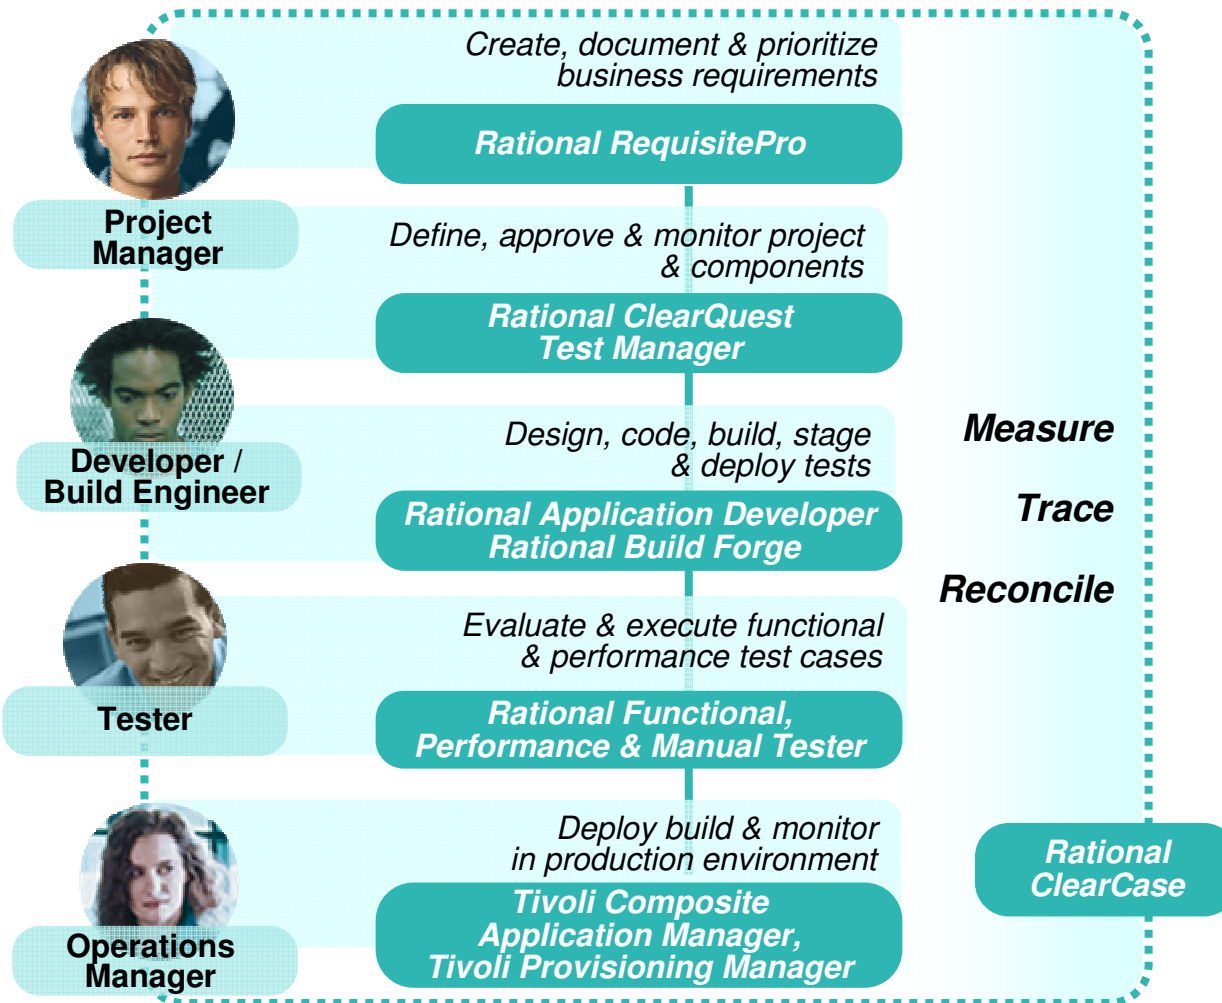 Create, document & prioritize
business requirements
Rational RequisitePro
Project
Manager
Define, approve & monitor project
& components
Rational ClearQuest
Test Manager
Developer /
Build Engineer
Design, code, build, stage
& deploy tests
Rational Application Developer
Rational Build Forge
Measure
Trace
Reconcile
Evaluate & execute functional
& performance test cases
Tester
Rational Functional,
Performance & Manual Tester
Deploy build & monitor
in production environment
Operations
Manager
Tivoli Composite
Application Manager,
Tivoli Provisioning Manager
Rational
ClearCase